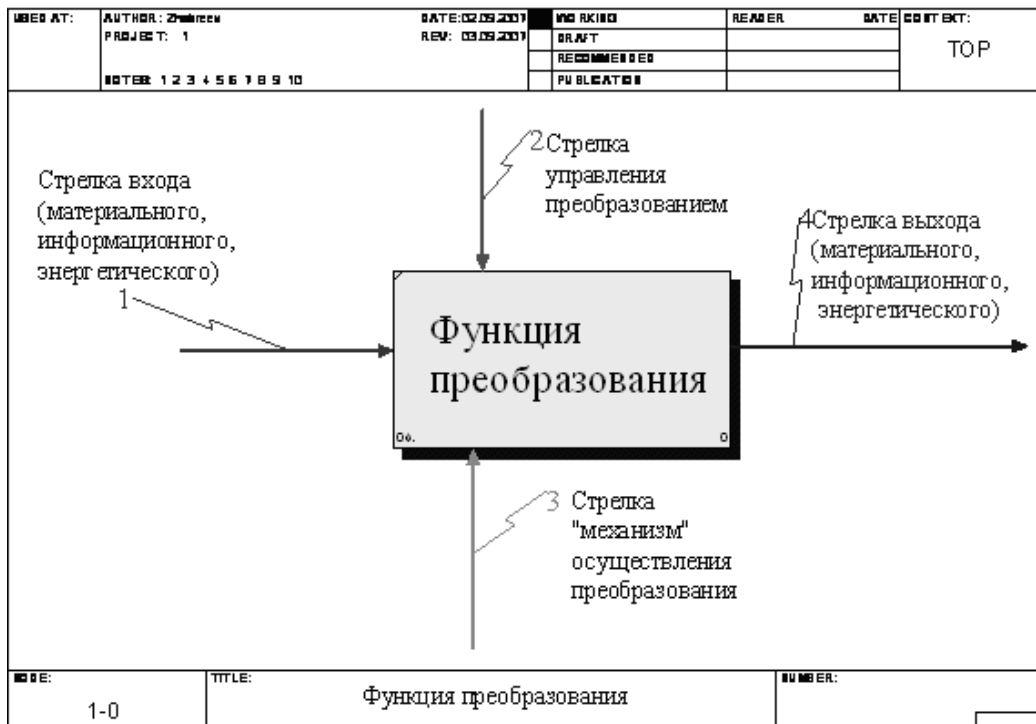 USED AT:
AUTHOR:
DATE: 02.09.2007
WORKING
READER
DATE
CONTEXT:
PROJECT: 1
REV: 03.09.2007
DRAFT
TOP
RECOMMENDED
NOTES: 1 2 3 4 5 6 7 8 9 10
PUBLICATION
2 Стрелка
управления
преобразованием
Стрелка входа
(материального,
информационного,
энергетического)
1
4 Стрелка выхода
(материального,
информационного,
энергетического)
Функция
преобразования
0
3 Стрелка
"механизм"
осуществления
преобразования
NODE:
TITLE:
NUMBER:
1-0
Функция преобразования